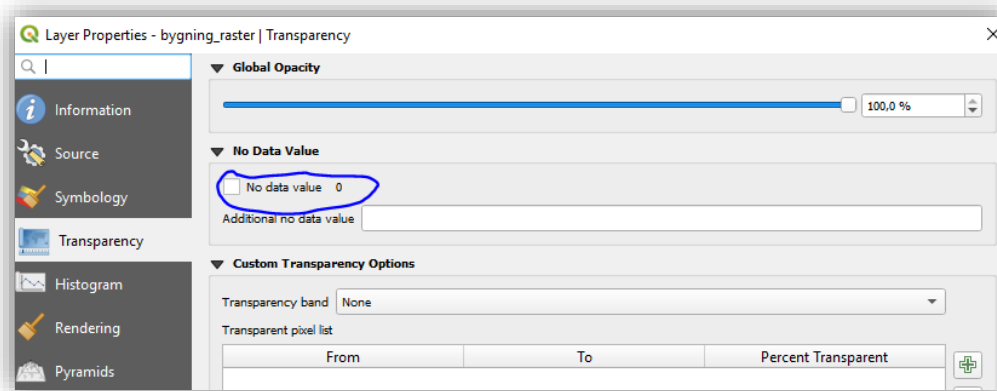 Layer Properties - bygning_raster | Transparency
Global Opacity
Information
100,0 %
Source
No Data Value
No data value 0
Symbology
Additional no data value
Transparency
Custom Transparency Options
Histogram
Transparency band None
Rendering
Transparent pixel list
From To Percent Transparent
Pyramids